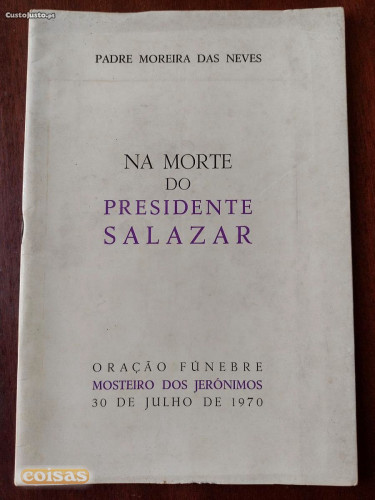 CustoJusto.pt
PADRE MOREIRA DAS NEVES
NA MORTE
DO
PRESIDENTE
SALAZAR
ORAÇÃO FÚNEBRE
MOSTEIRO DOS JERÓNIMOS
30 DE JULHO DE 1970
coisas